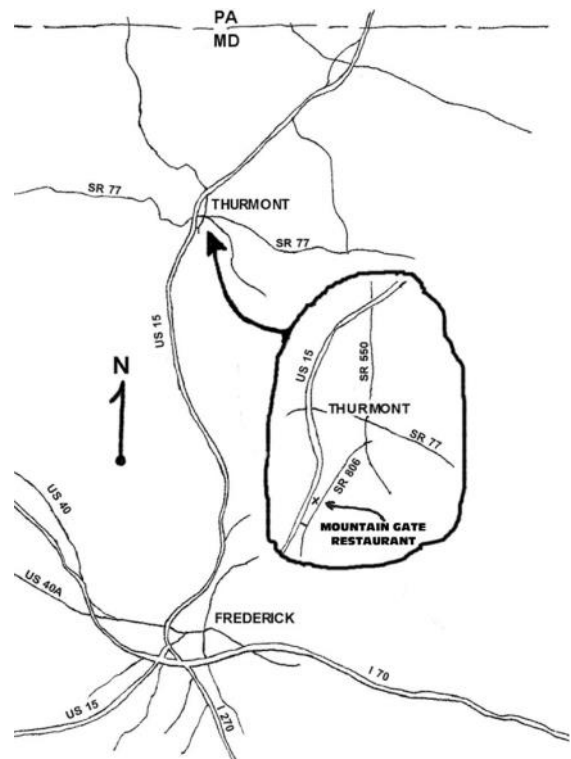 PA
MD
SR 77
THURMONT
SR 77
US 15
US 15
SR 550
THURMONT
SR 77
SR 806
X
MOUNTAIN GATE
RESTAURANT
N
US 40
US 40A
FREDERICK
I 70
US 15
I 270